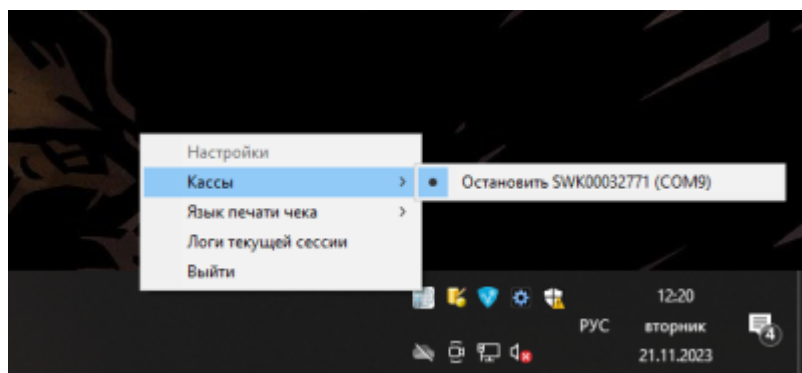 Настройки
Кассы
Остановить SWK00032771 (COM9)
Язык печати чека
Логи текущей сессии
Выйти
12:20
РУС
вторник
21.11.2023
4